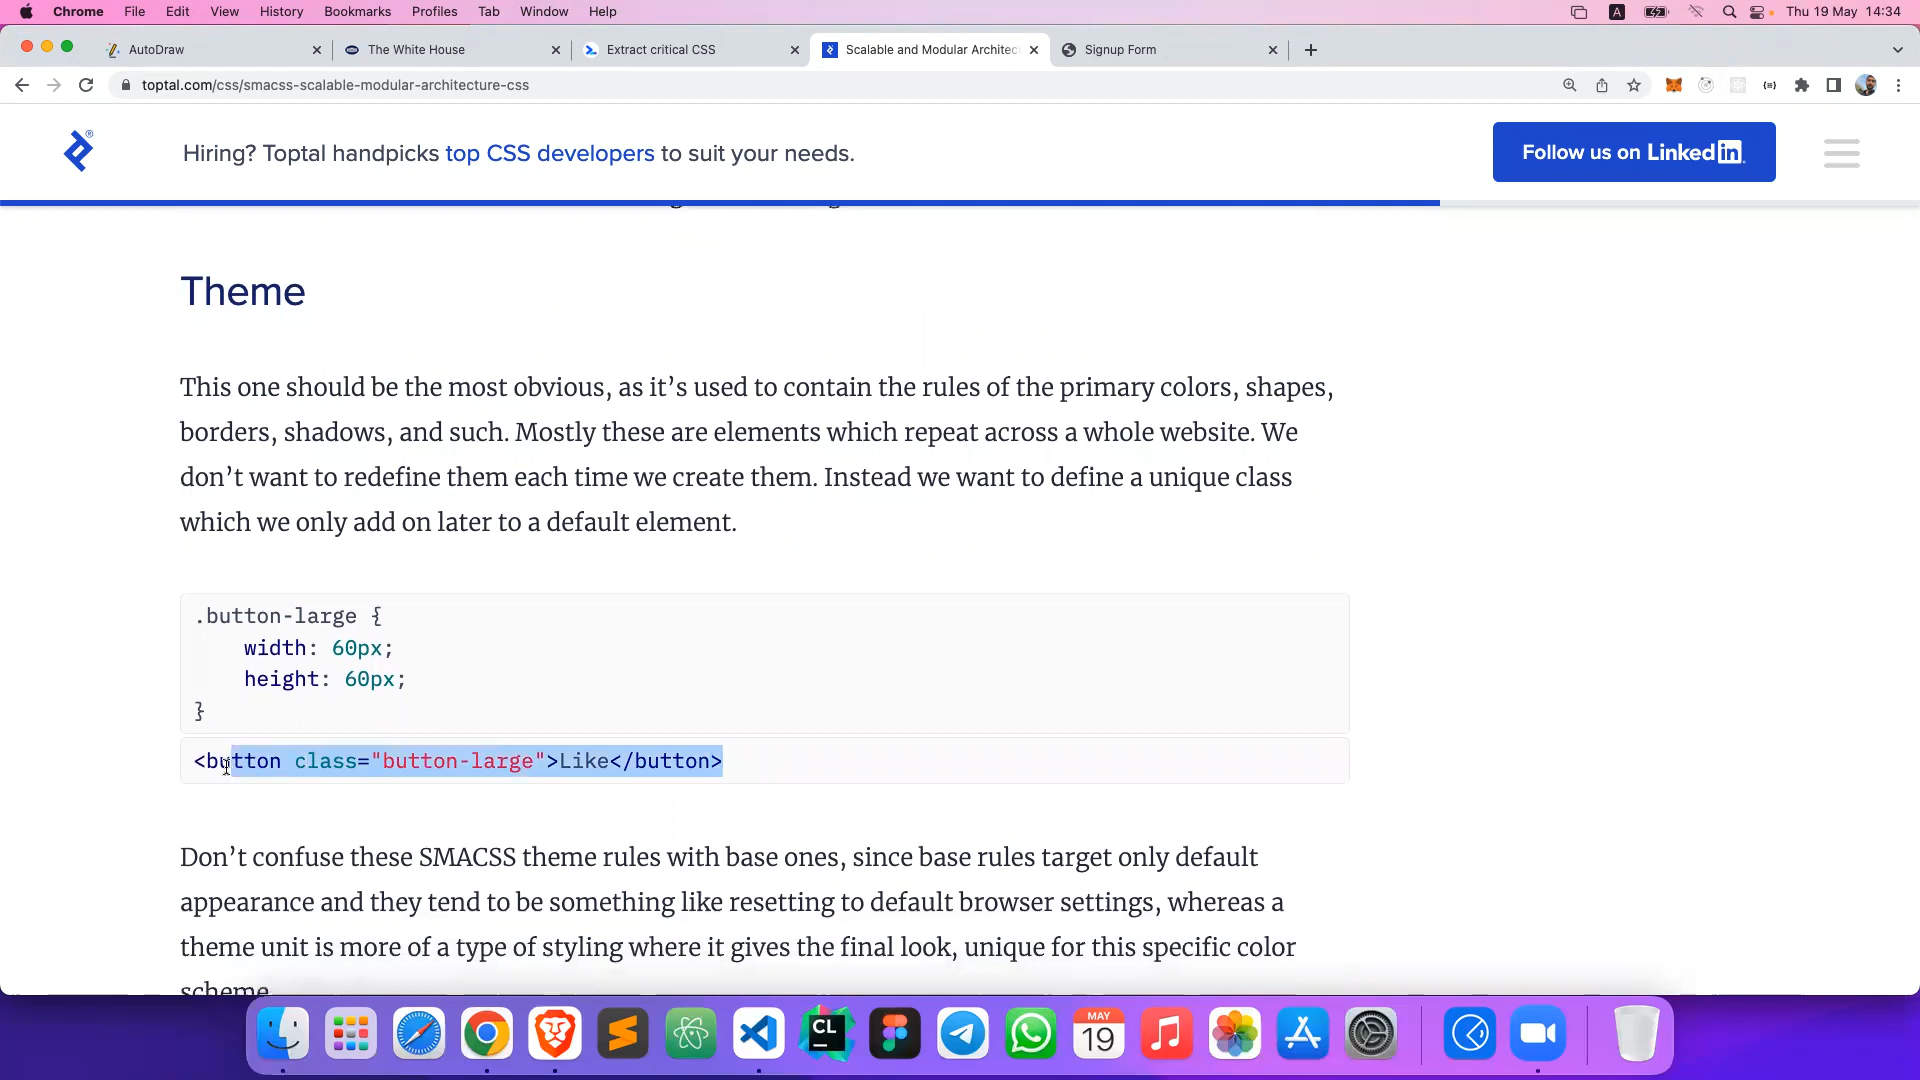 Chrome File Edit View History Bookmarks Profiles Tab Window Help A Thu 19 May 14:34
AutoDraw The White House Extract critical CSS Scalable and Modular Architec Signup Form
toptal.com/css/smacss-scalable-modular-architecture-css
Hiring? Toptal handpicks top CSS developers to suit your needs.
Follow us on Linkedin
Theme
This one should be the most obvious, as it’s used to contain the rules of the primary colors, shapes,
borders, shadows, and such. Mostly these are elements which repeat across a whole website. We
don’t want to redefine them each time we create them. Instead we want to define a unique class
which we only add on later to a default element.
.button-large {
width: 60px;
height: 60px;
}
<button class="button-large">Like</button>
Don’t confuse these SMACSS theme rules with base ones, since base rules target only default
appearance and they tend to be something like resetting to default browser settings, whereas a
theme unit is more of a type of styling where it gives the final look, unique for this specific color
scheme.
CL
MAY
19